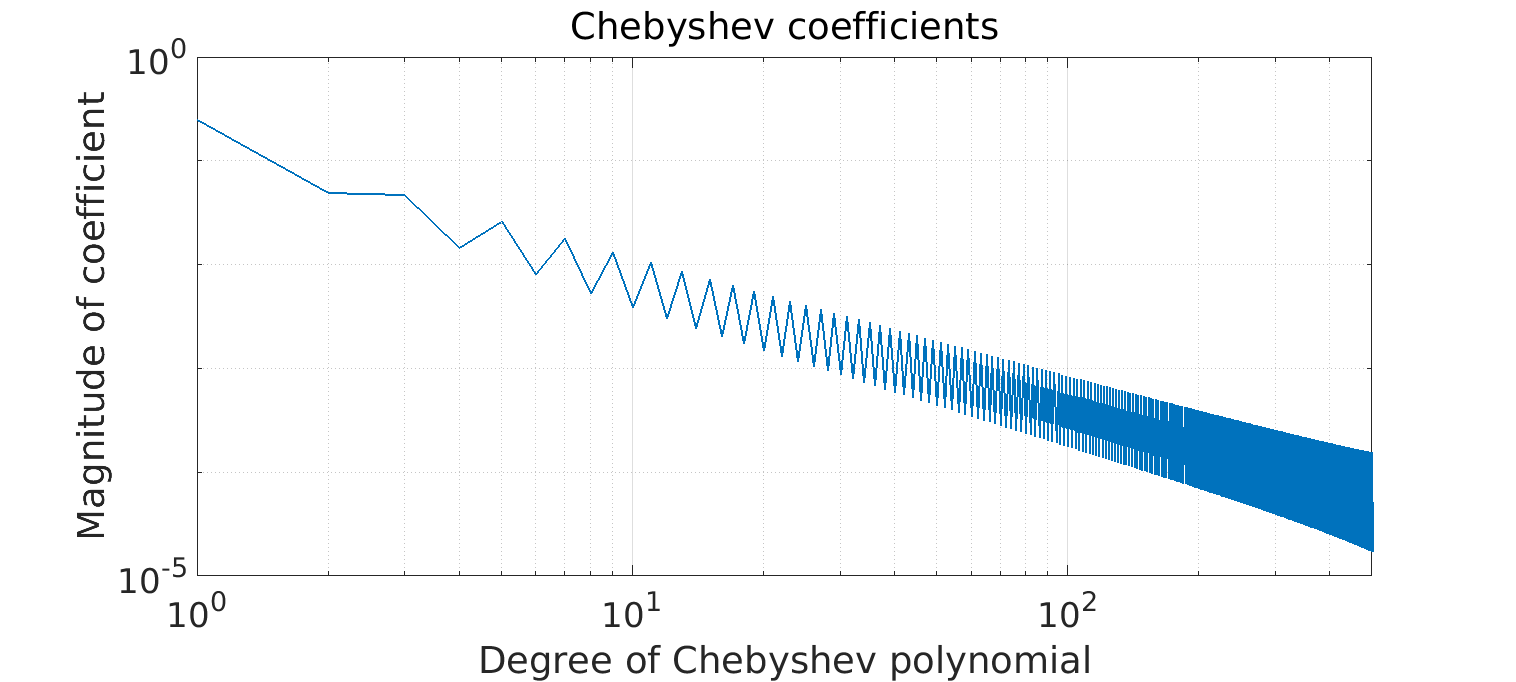 Chebyshev coefficients
10^0
Magnitude of coefficient
10^-5
10^0
10^1
10^2
Degree of Chebyshev polynomial